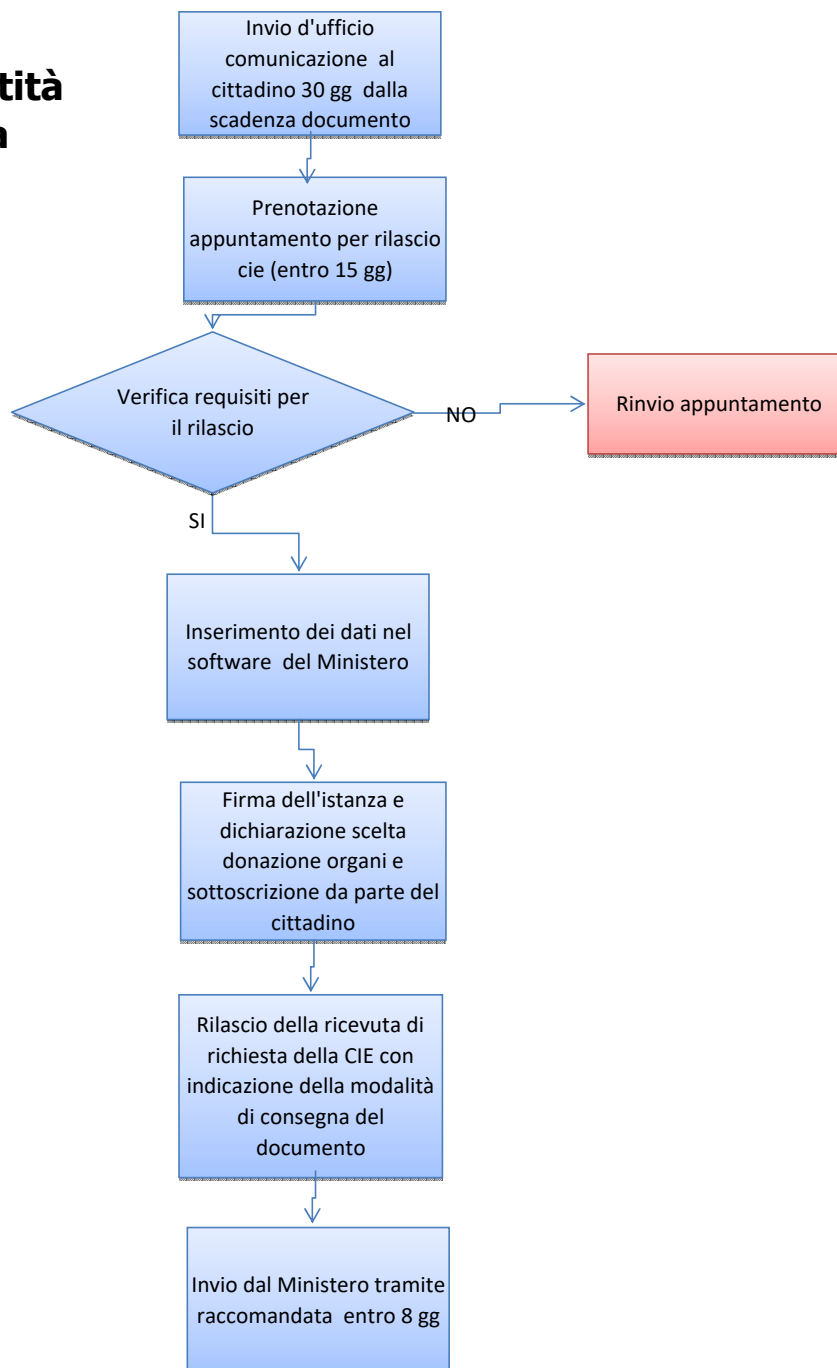 Invio d'ufficio
comunicazione al
cittadino 30 gg dalla
scadenza documento
Prenotazione
appuntamento per rilascio
cie (entro 15 gg)
Verifica requisiti per
il rilascio
NO
Rinvio appuntamento
SI
Inserimento dei dati nel
software del Ministero
Firma dell'istanza e
dichiarazione scelta
donazione organi e
sottoscrizione da parte del
cittadino
Rilascio della ricevuta di
richiesta della CIE con
indicazione della modalità
di consegna del
documento
Invio dal Ministero tramite
raccomandata entro 8 gg